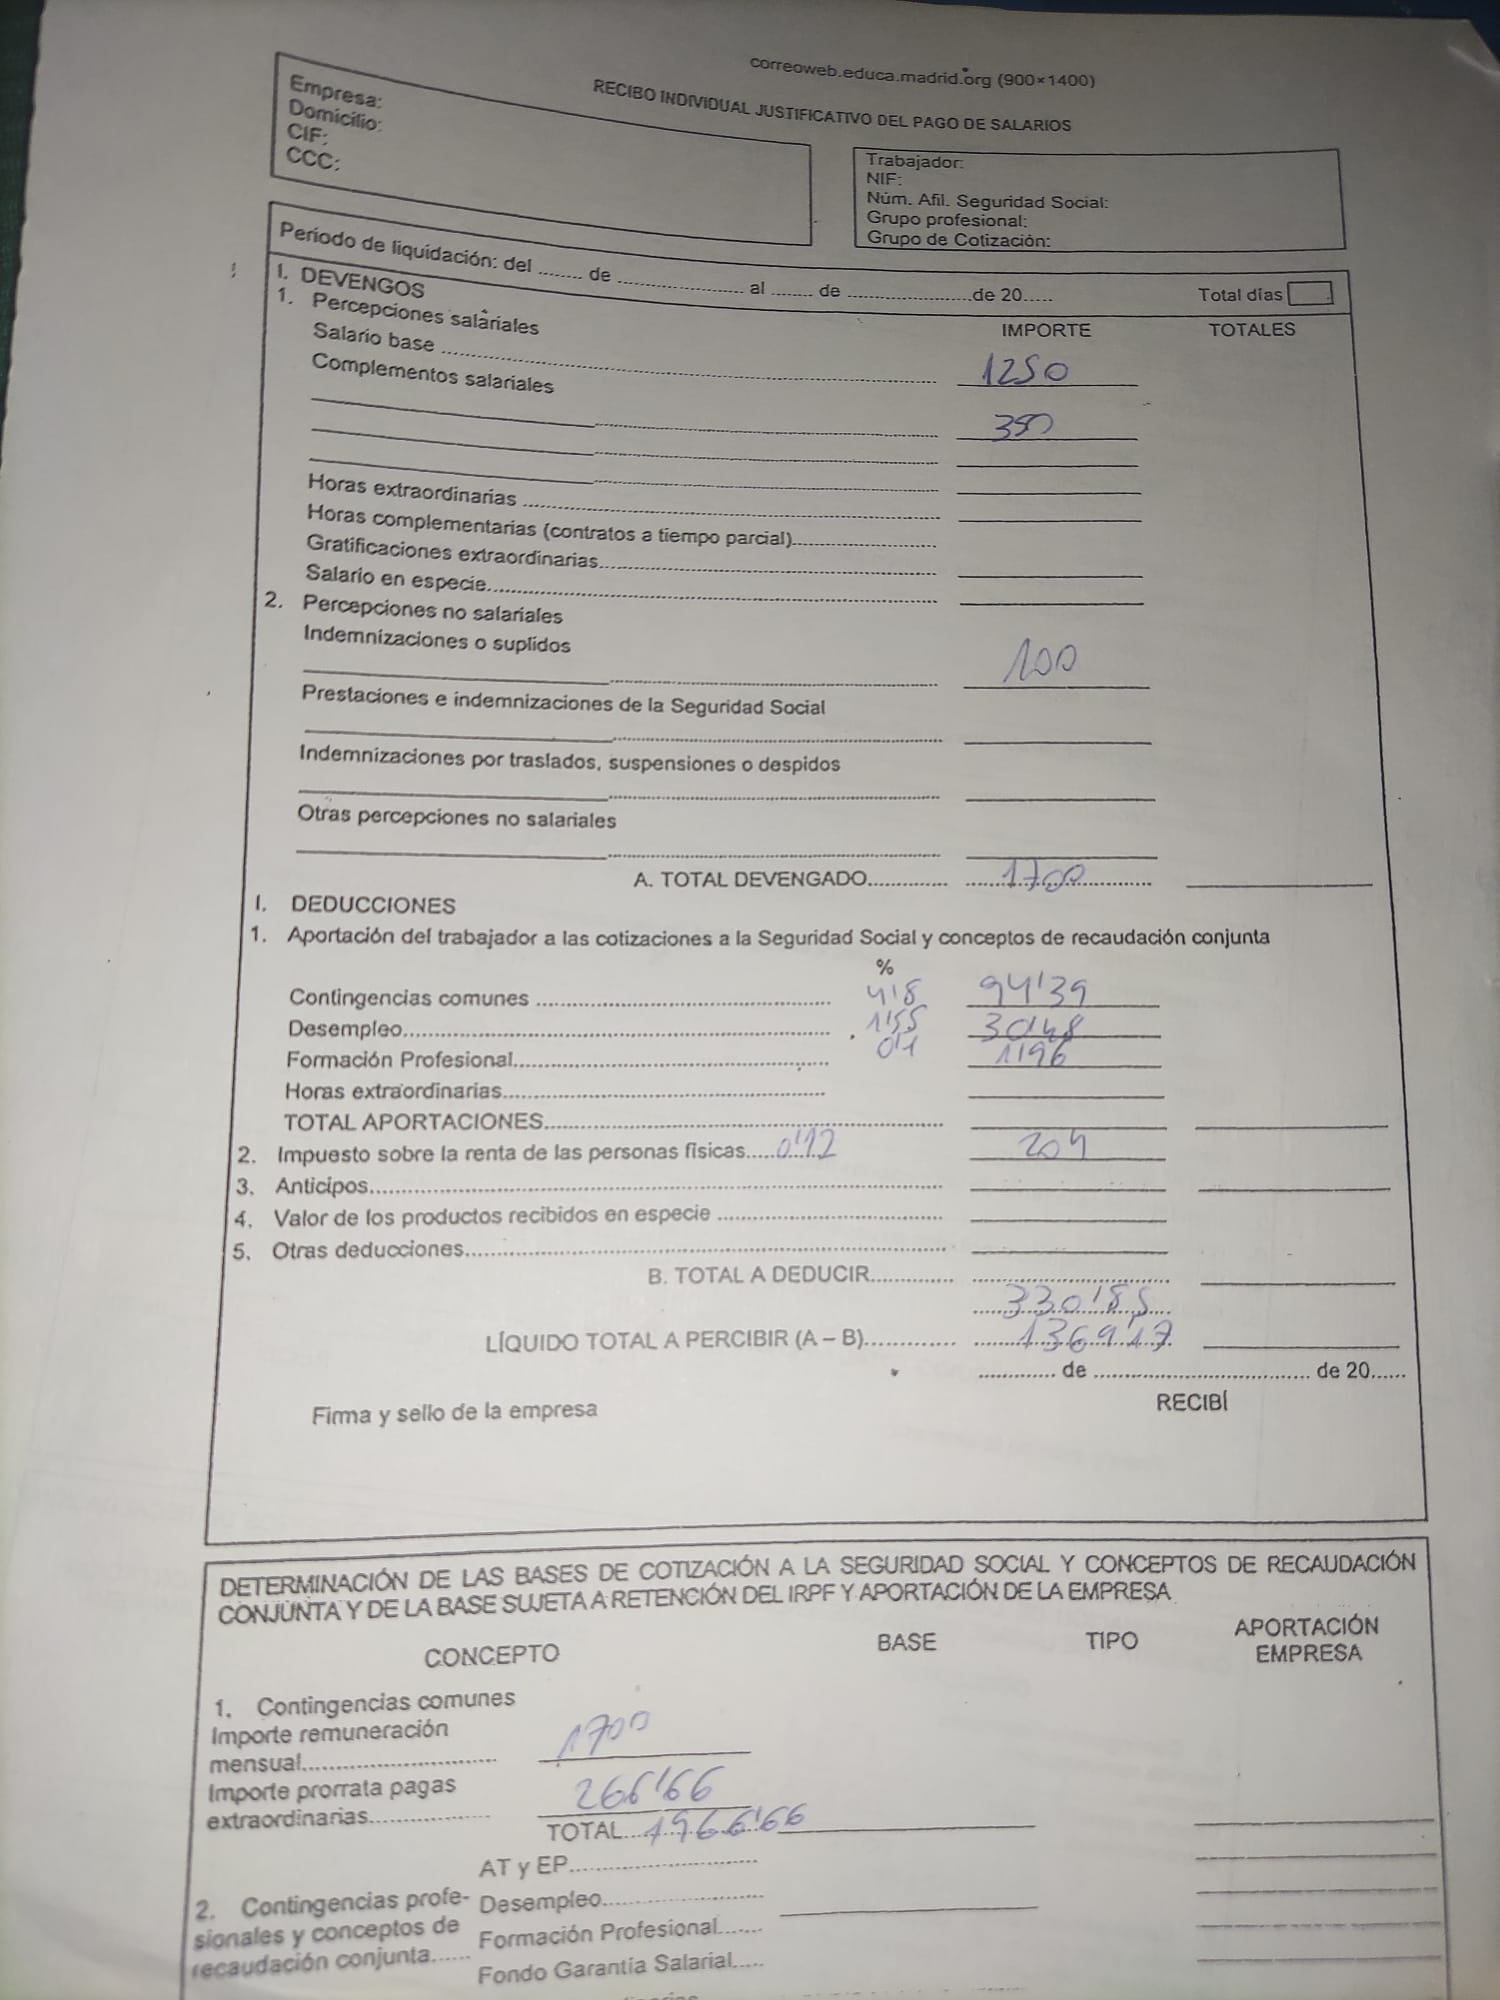 correoweb.educa.madrid.org (900×1400)
RECIBO INDIVIDUAL JUSTIFICATIVO DEL PAGO DE SALARIOS
Empresa:
Domicilio:
CIF:
CCC:
Trabajador:
NIF:
Núm. Afil. Seguridad Social:
Grupo profesional:
Grupo de Cotización:
Período de liquidación: del ........ de ...................... al ........ de ......................de 20..... Total días
I. DEVENGOS
1. Percepciones salariales IMPORTE TOTALES
Salario base 1250
Complementos salariales
350
Horas extraordinarias
Horas complementarias (contratos a tiempo parcial)
Gratificaciones extraordinarias
Salario en especie
2. Percepciones no salariales
Indemnizaciones o suplidos
100
Prestaciones e indemnizaciones de la Seguridad Social
Indemnizaciones por traslados, suspensiones o despidos
Otras percepciones no salariales
A. TOTAL DEVENGADO 1700
I. DEDUCCIONES
1. Aportación del trabajador a las cotizaciones a la Seguridad Social y conceptos de recaudación conjunta
%
Contingencias comunes 4'8 94'39
Desempleo 1'55 30'48
Formación Profesional 0'1 1'96
Horas extraordinarias
TOTAL APORTACIONES
2. Impuesto sobre la renta de las personas físicas 0'12 204
3. Anticipos
4. Valor de los productos recibidos en especie
5. Otras deducciones
B. TOTAL A DEDUCIR
330'85
LÍQUIDO TOTAL A PERCIBIR (A – B) 1369'17
............. de ...................... de 20......
Firma y sello de la empresa RECIBÍ
DETERMINACIÓN DE LAS BASES DE COTIZACIÓN A LA SEGURIDAD SOCIAL Y CONCEPTOS DE RECAUDACIÓN
CONJUNTA Y DE LA BASE SUJETA A RETENCIÓN DEL IRPF Y APORTACIÓN DE LA EMPRESA
CONCEPTO BASE TIPO APORTACIÓN
EMPRESA
1. Contingencias comunes
Importe remuneración
mensual 1700
Importe prorrata pagas
extraordinarias 266'66
TOTAL 1966'66
AT y EP
2. Contingencias profe- Desempleo
sionales y conceptos de Formación Profesional
recaudación conjunta Fondo Garantía Salarial